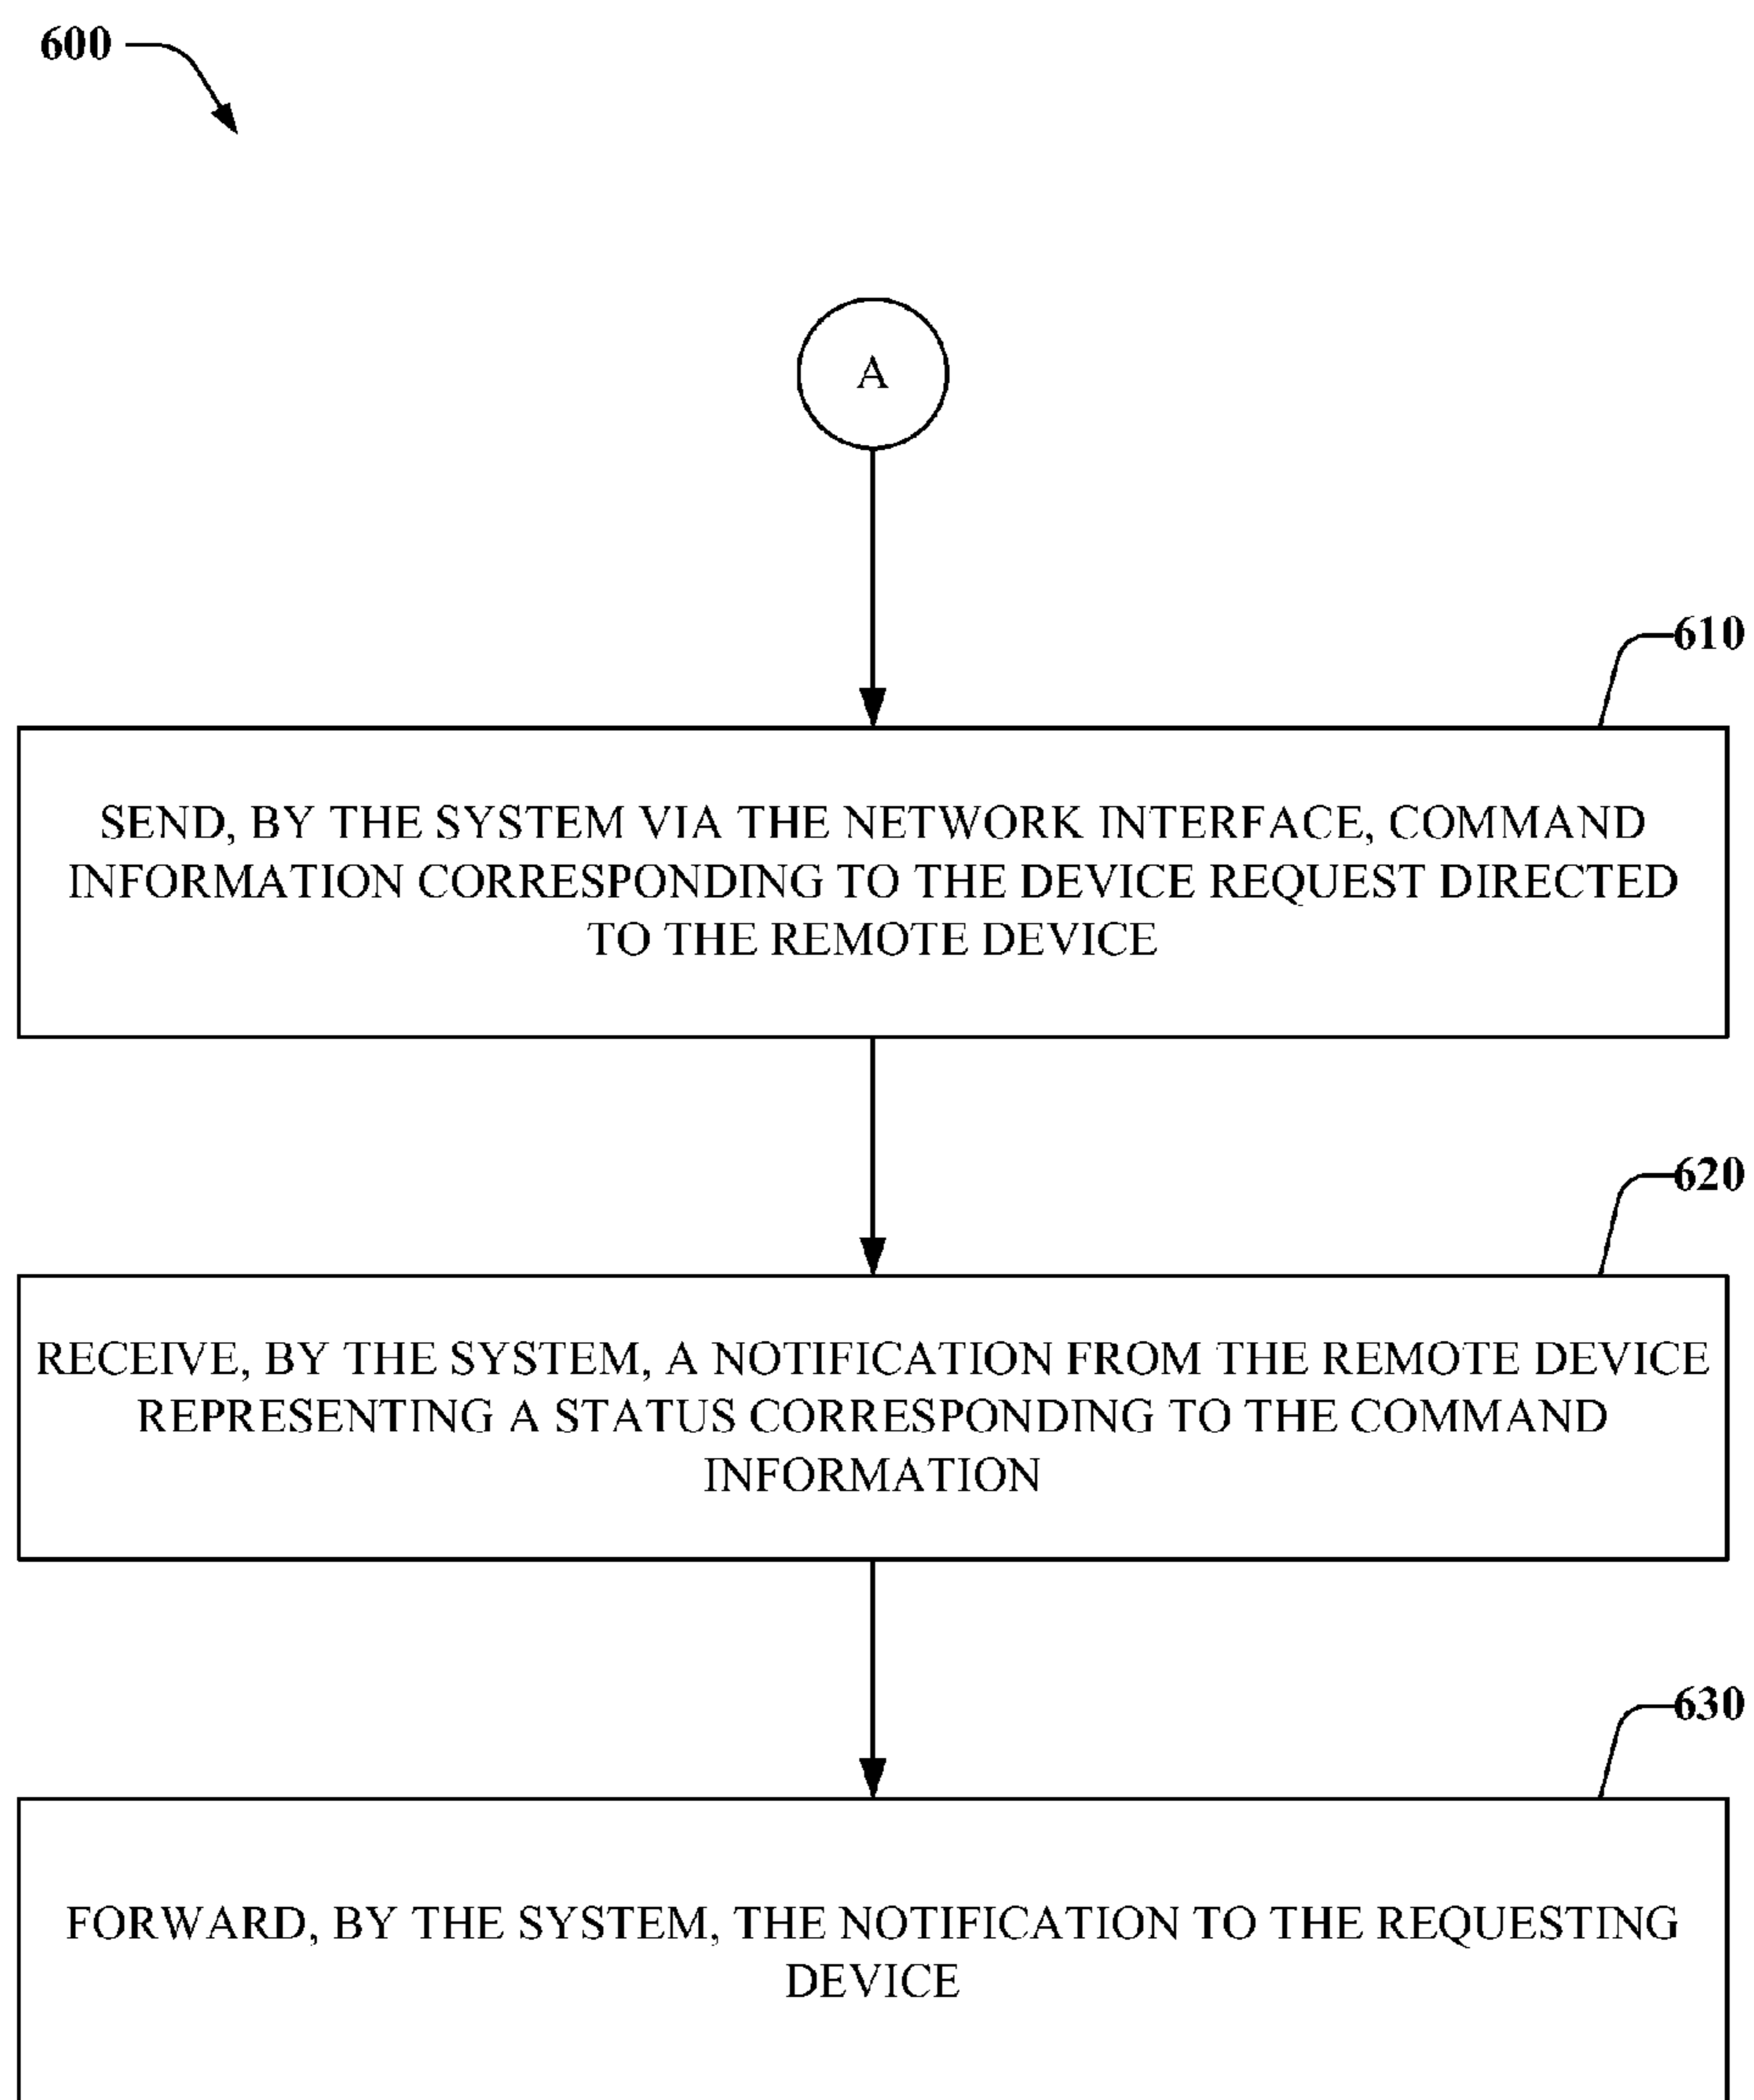 600
A
610
SEND, BY THE SYSTEM VIA THE NETWORK INTERFACE, COMMAND
INFORMATION CORRESPONDING TO THE DEVICE REQUEST DIRECTED
TO THE REMOTE DEVICE
620
RECEIVE, BY THE SYSTEM, A NOTIFICATION FROM THE REMOTE DEVICE
REPRESENTING A STATUS CORRESPONDING TO THE COMMAND
INFORMATION
630
FORWARD, BY THE SYSTEM, THE NOTIFICATION TO THE REQUESTING
DEVICE